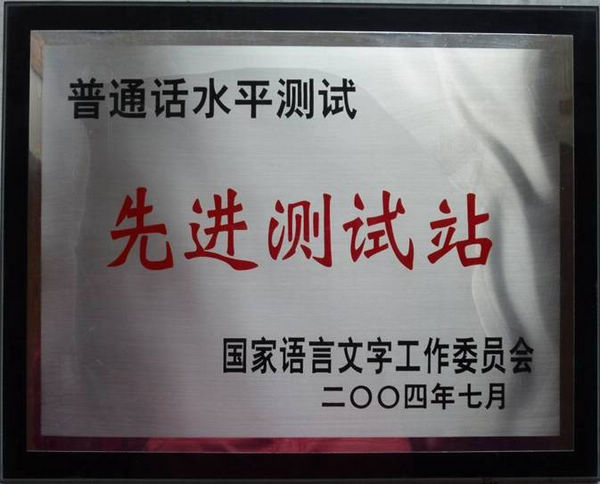 普通话水平测试
先进测试站
国家语言文字工作委员会
二〇〇四年七月